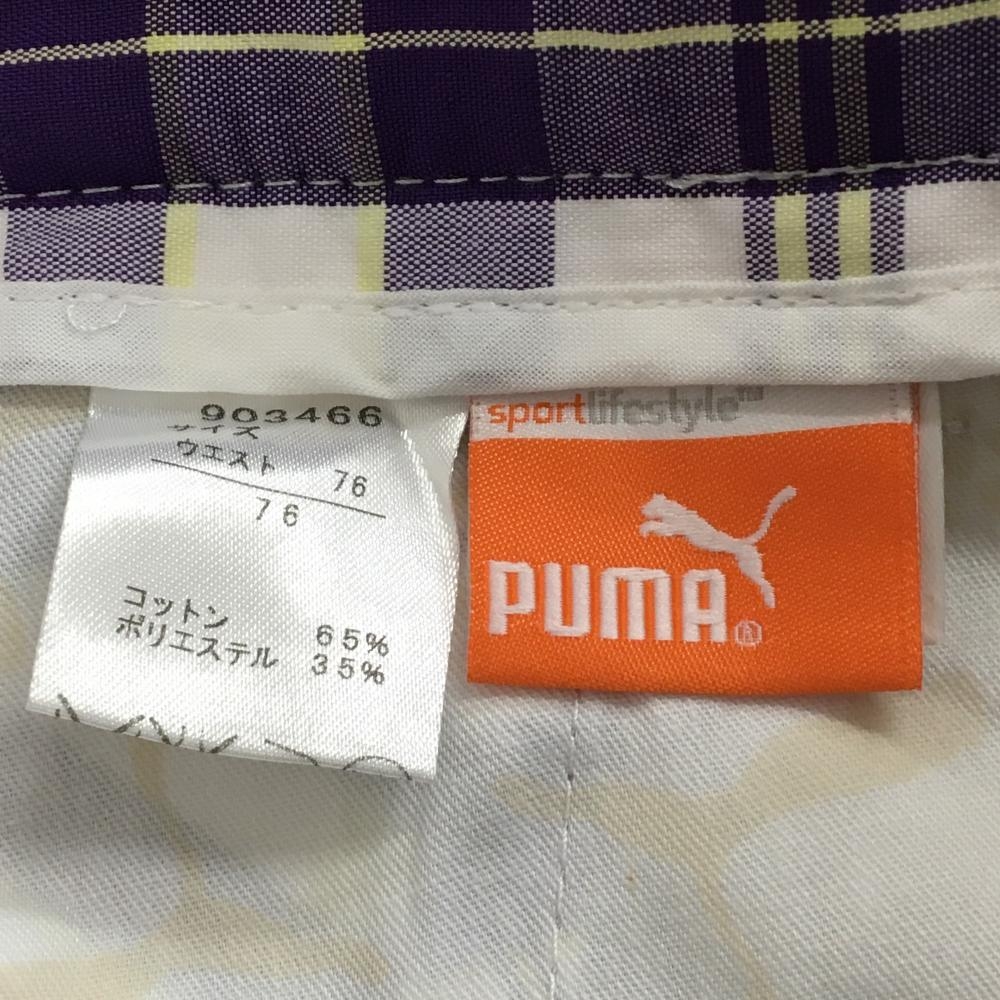 903466
サイズ
ウエスト 76
76
コットン 65%
ポリエステル 35%
sportlifestyle™
PUMA®